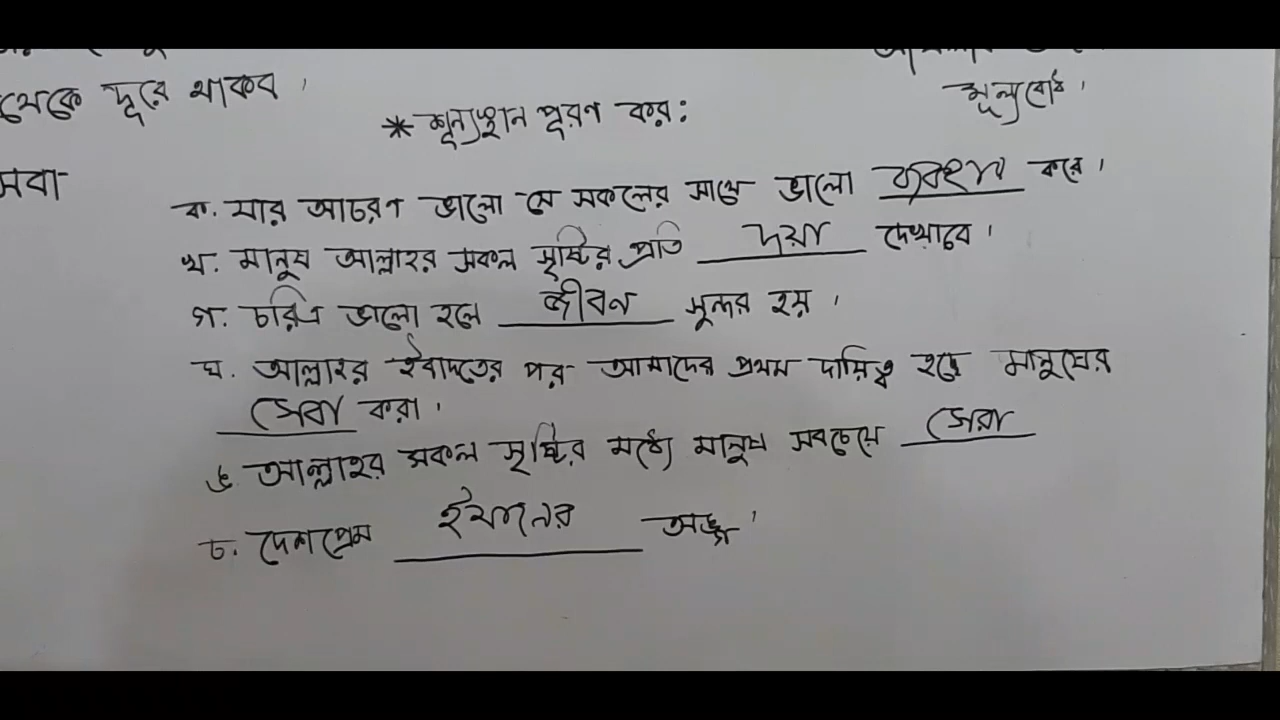 থেকে দূরে থাকব ।
মূল্যবোধ ।
* শূন্যস্থান পূরণ কর:
সেবা
ক. যার আচরণ ভালো সে সকলের সাথে ভালো ব্যবহার করে ।
খ. মানুষ আল্লাহর সকল সৃষ্টির প্রতি দয়া দেখাবে ।
গ. চরিত্র ভালো হলে জীবন সুন্দর হয় ।
ঘ. আল্লাহর ইবাদতের পর আমাদের প্রথম দায়িত্ব হচ্ছে মানুষের
সেবা করা ।
ঙ. আল্লাহর সকল সৃষ্টির মধ্যে মানুষ সবচেয়ে সেরা
চ. দেশপ্রেম ইমানের অঙ্গ ।